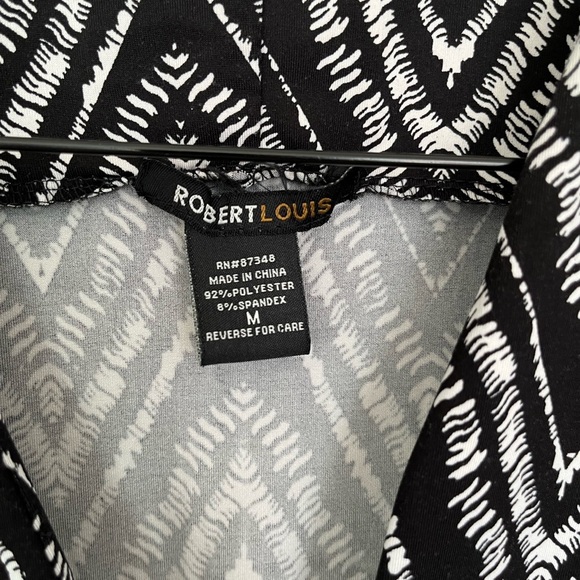 ROBERTLOUIS
RN#87348
MADE IN CHINA
92%POLYESTER
8%SPANDEX
M
REVERSE FOR CARE